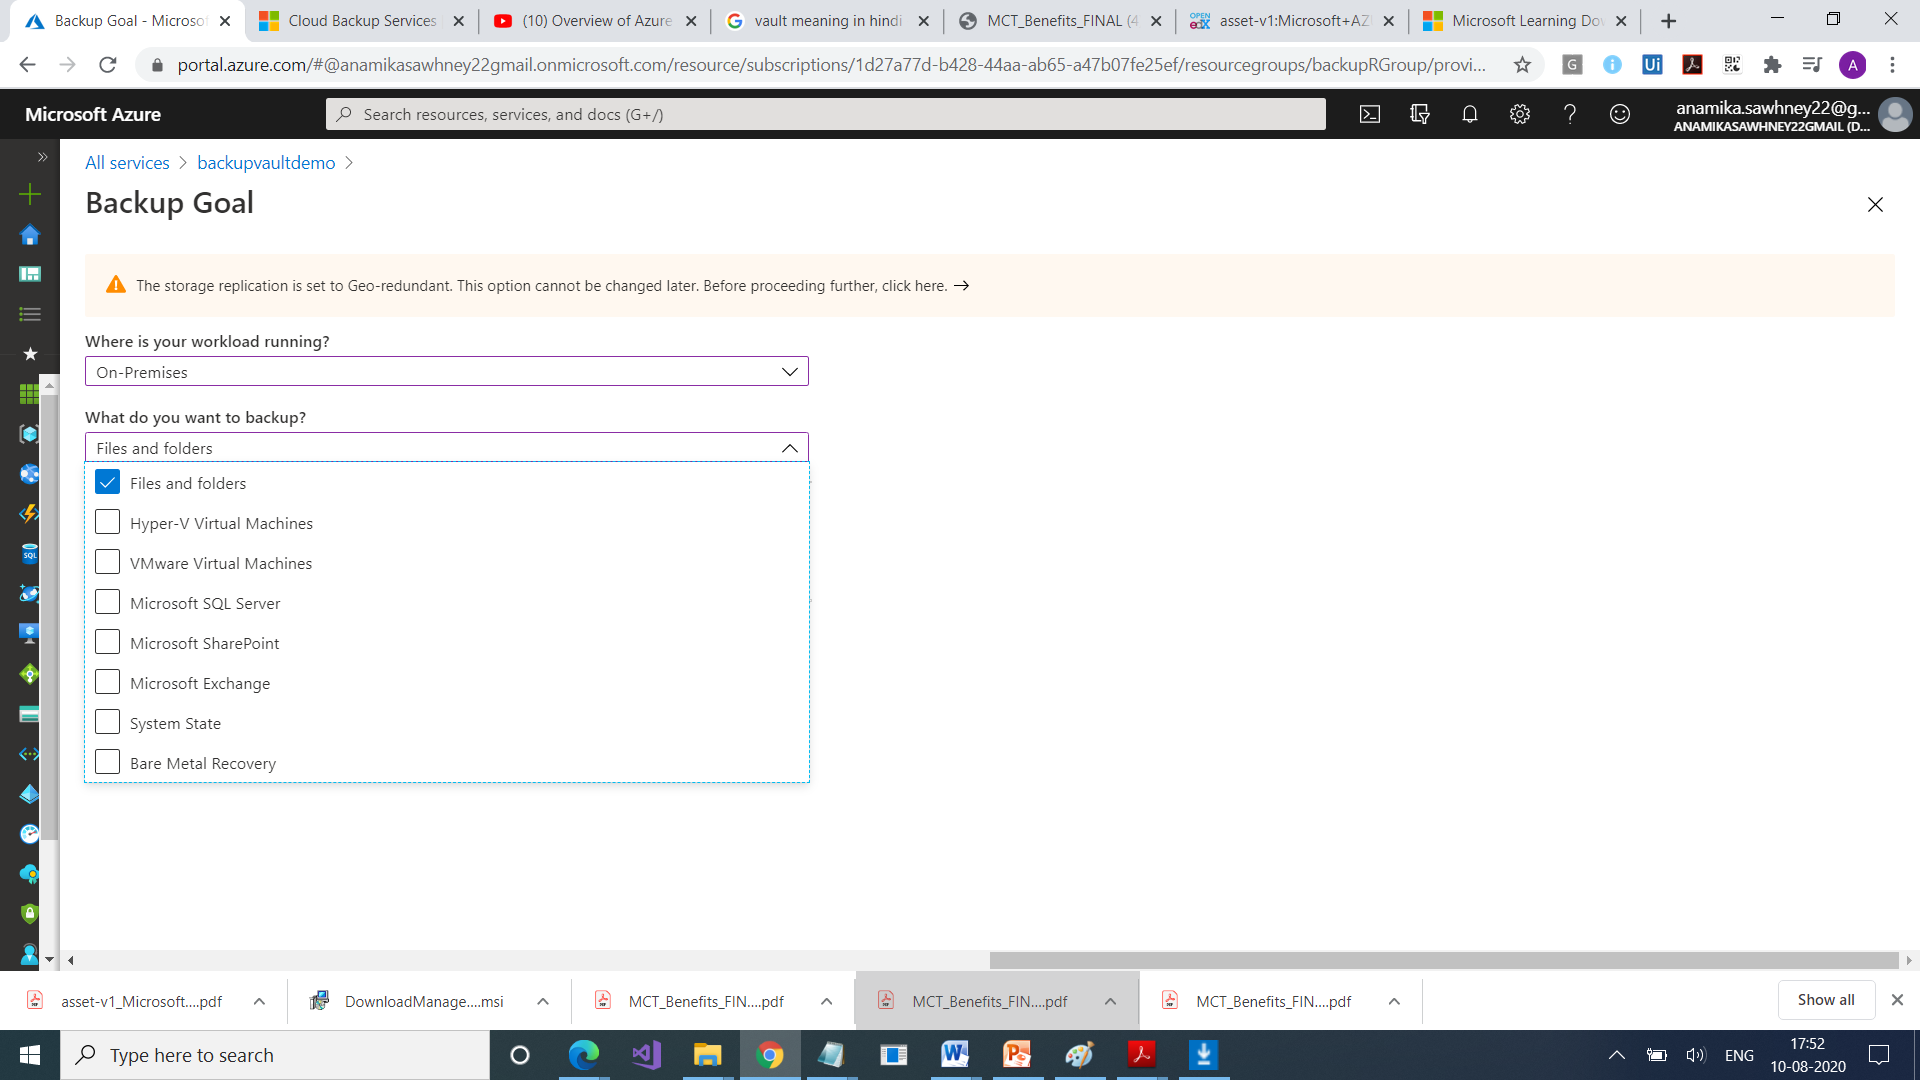 Backup Goal - Microsof
Cloud Backup Services
(10) Overview of Azure
vault meaning in hindi
MCT_Benefits_FINAL (4
OPEN edX
asset-v1:Microsoft+AZ
Microsoft Learning Dow
portal.azure.com/#@anamikasawhney22gmail.onmicrosoft.com/resource/subscriptions/1d27a77d-b428-44aa-ab65-a47b07fe25ef/resourcegroups/backupRGroup/provi...
G
Ui
A
Microsoft Azure
Search resources, services, and docs (G+/)
anamika.sawhney22@g...
ANAMIKASAWHNEY22GMAIL (D...
All services > backupvaultdemo >
Backup Goal
The storage replication is set to Geo-redundant. This option cannot be changed later. Before proceeding further, click here. →
Where is your workload running?
On-Premises
What do you want to backup?
Files and folders
Files and folders
Hyper-V Virtual Machines
VMware Virtual Machines
Microsoft SQL Server
Microsoft SharePoint
Microsoft Exchange
System State
Bare Metal Recovery
SQL
asset-v1_Microsoft....pdf
DownloadManage....msi
MCT_Benefits_FIN....pdf
MCT_Benefits_FIN....pdf
MCT_Benefits_FIN....pdf
Show all
Type here to search
ENG
17:52
10-08-2020